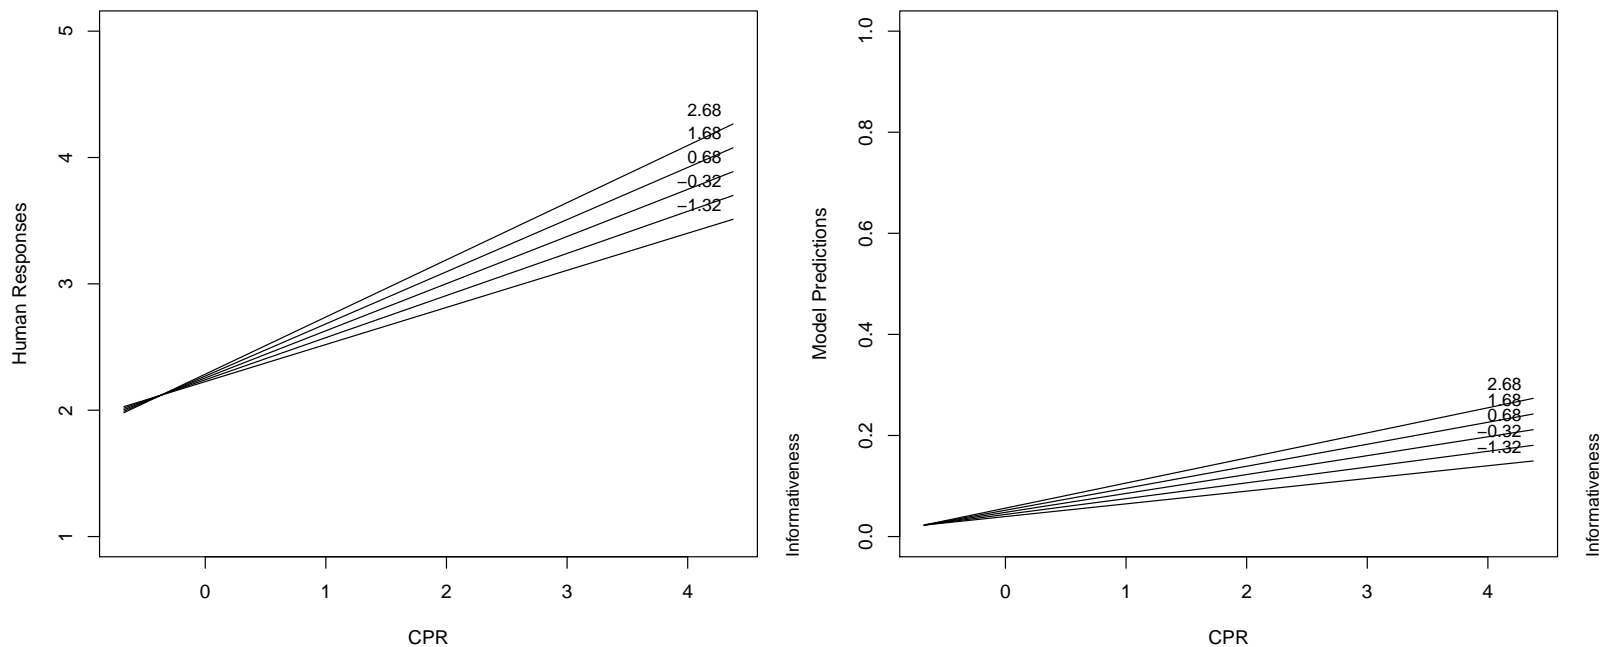 5
4
3
2
1
Human Responses
2.68
1.68
0.68
−0.32
−1.32
0 1 2 3 4
CPR
Informativeness
1.0
0.8
0.6
0.4
0.2
0.0
Model Predictions
2.68
1.68
0.68
−0.32
−1.32
0 1 2 3 4
CPR
Informativeness